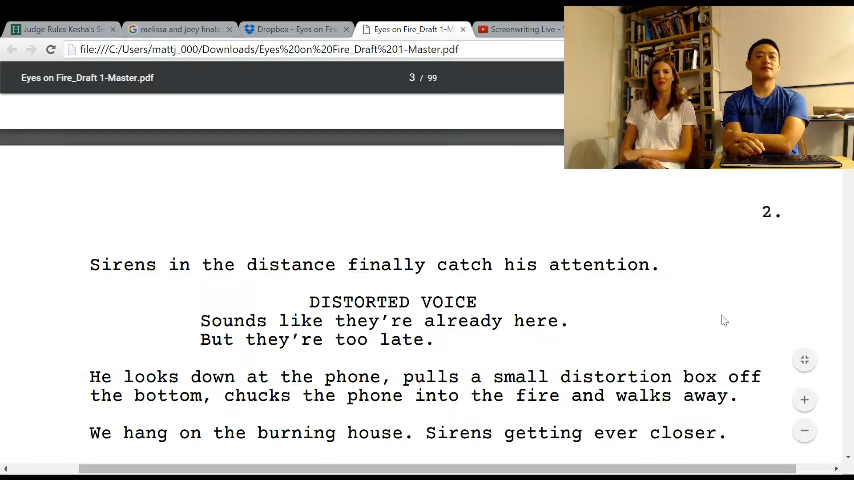 Judge Rules Kesha's Se
melissa and joey finale
Dropbox - Eyes on Fire
Eyes on Fire_Draft 1-M
Screenwriting Live -
file:///C:/Users/mattj_000/Downloads/Eyes%20on%20Fire_Draft%201-Master.pdf
Eyes on Fire_Draft 1-Master.pdf
3 / 99
2.
Sirens in the distance finally catch his attention.
DISTORTED VOICE
Sounds like they're already here.
But they're too late.
He looks down at the phone, pulls a small distortion box off
the bottom, chucks the phone into the fire and walks away.
We hang on the burning house. Sirens getting ever closer.